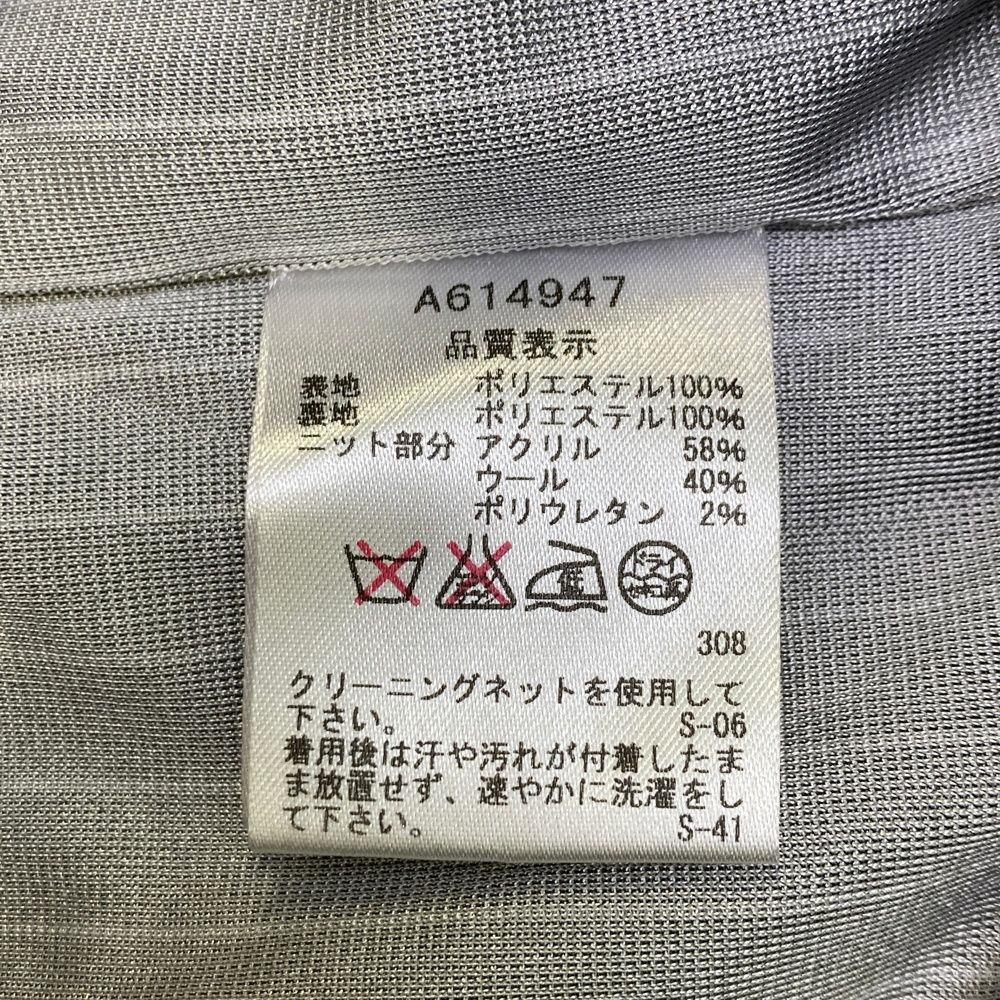 A614947
品質表示
表地 ポリエステル100%
裏地 ポリエステル100%
ニット部分 アクリル 58%
ウール 40%
ポリウレタン 2%
低
ドライ
308
クリーニングネットを使用して
下さい。 S-06
着用後は汗や汚れが付着したま
ま放置せず、速やかに洗濯をし
て下さい。 S-41